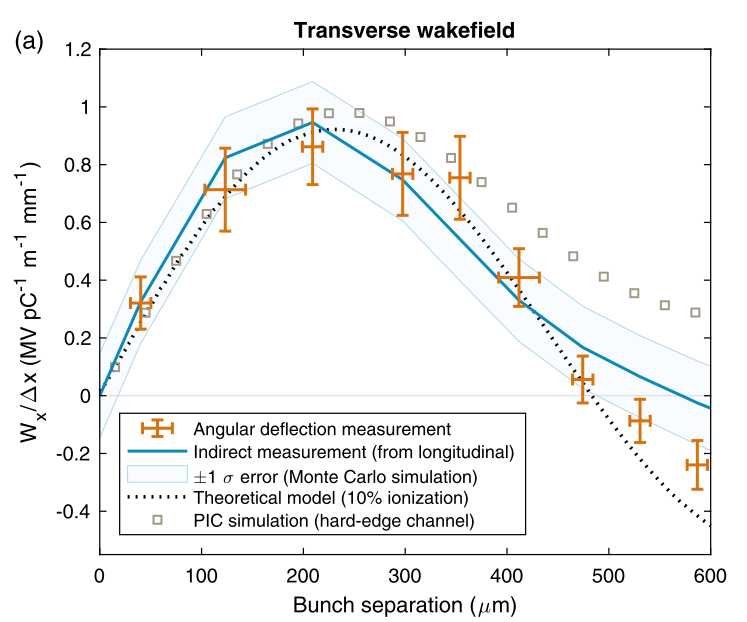 (a)
Transverse wakefield
1.2
1
0.8
0.6
0.4
0.2
0
-0.2
-0.4
W_x/Δx (MV pC⁻¹ m⁻¹ mm⁻¹)
Angular deflection measurement
Indirect measurement (from longitudinal)
±1 σ error (Monte Carlo simulation)
Theoretical model (10% ionization)
PIC simulation (hard-edge channel)
0 100 200 300 400 500 600
Bunch separation (μm)